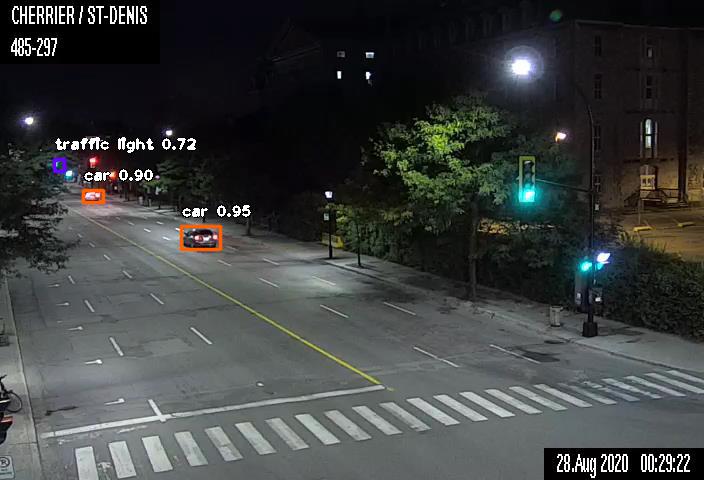 CHERRIER / ST-DENIS
485-297
traffic light 0.72
car 0.90
car 0.95
28.Aug 2020 00:29:22